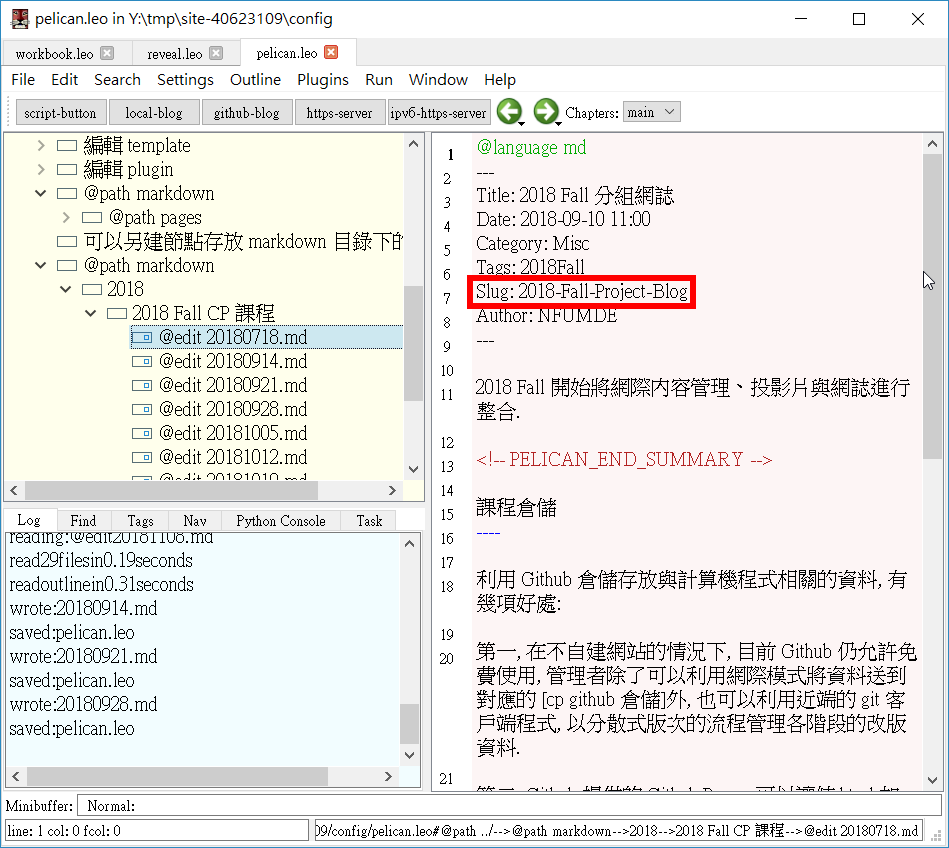 pelican.leo in Y:\tmp\site-40623109\config
workbook.leo
reveal.leo
pelican.leo
File Edit Search Settings Outline Plugins Run Window Help
script-button local-blog github-blog https-server ipv6-https-server Chapters: main
編輯 template
編輯 plugin
@path markdown
@path pages
可以另建節點存放 markdown 目錄下的
@path markdown
2018
2018 Fall CP 課程
@edit 20180718.md
@edit 20180914.md
@edit 20180921.md
@edit 20180928.md
@edit 20181005.md
@edit 20181012.md
@edit 20181019.md
Log Find Tags Nav Python Console Task
reading:@edit20181108.md
read29filesin0.19seconds
readoutlinein0.31seconds
wrote:20180914.md
saved:pelican.leo
wrote:20180921.md
saved:pelican.leo
wrote:20180928.md
saved:pelican.leo
1 @language md
2 ---
3 Title: 2018 Fall 分組網誌
4 Date: 2018-09-10 11:00
5 Category: Misc
6 Tags: 2018Fall
7 Slug: 2018-Fall-Project-Blog
8 Author: NFUMDE
9 ---
10
11 2018 Fall 開始將網際內容管理、投影片與網誌進行
整合.
12
13 <!-- PELICAN_END_SUMMARY -->
14
15 課程倉儲
16 ----
17
18 利用 Github 倉儲存放與計算機程式相關的資料, 有
幾項好處:
19
20 第一, 在不自建網站的情況下, 目前 Github 仍允許免
費使用, 管理者除了可以利用網際模式將資料送到
對應的 [cp github 倉儲]外, 也可以利用近端的 git 客
戶端程式, 以分散式版次的流程管理各階段的改版
資料.
21
Minibuffer: Normal:
line: 1 col: 0 fcol: 0
09/config/pelican.leo#@path ../-->@path markdown-->2018-->2018 Fall CP 課程-->@edit 20180718.md